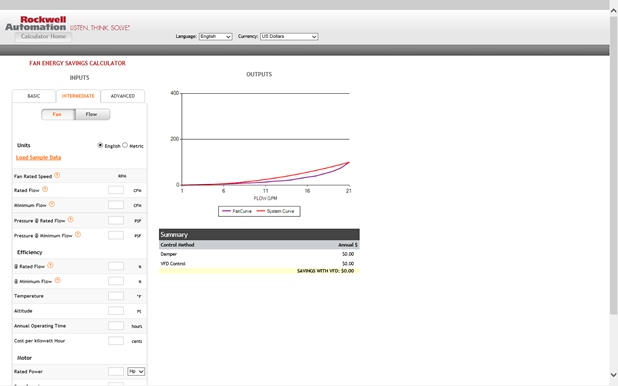 Rockwell
Automation LISTEN. THINK. SOLVE.®
Calculator Home
Language: English Currency: US Dollars
FAN ENERGY SAVINGS CALCULATOR
INPUTS
BASIC INTERMEDIATE ADVANCED
Fan Flow
Units English Metric
Load Sample Data
Fan Rated Speed ? RPM
Rated Flow ? CFM
Minimum Flow ? CFM
Pressure @ Rated Flow ? PSF
Pressure @ Minimum Flow ? PSF
Efficiency
@ Rated Flow ? %
@ Minimum Flow ? %
Temperature °F
Altitude Ft
Annual Operating Time hours
Cost per kilowatt Hour cents
Motor
Rated Power Hp
OUTPUTS
400
200
0
1 6 11 16 21
FLOW GPM
FanCurve System Curve
Summary
Control Method Annual $
Damper $0.00
VFD Control $0.00
SAVINGS WITH VFD: $0.00